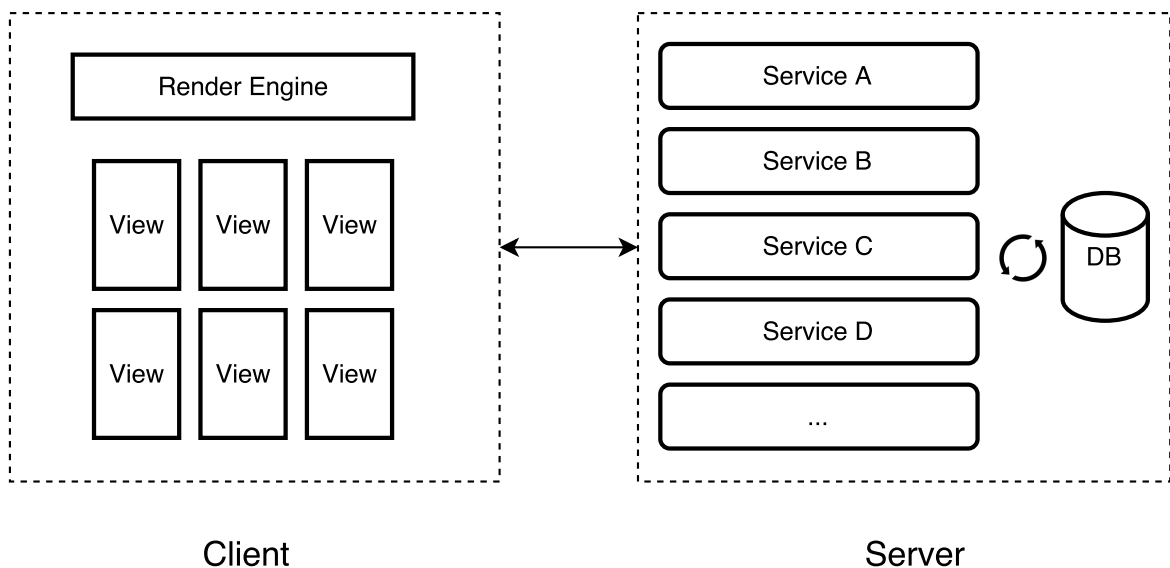 Render Engine
View View View
View View View
Client
Service A
Service B
Service C
Service D
...
DB
Server